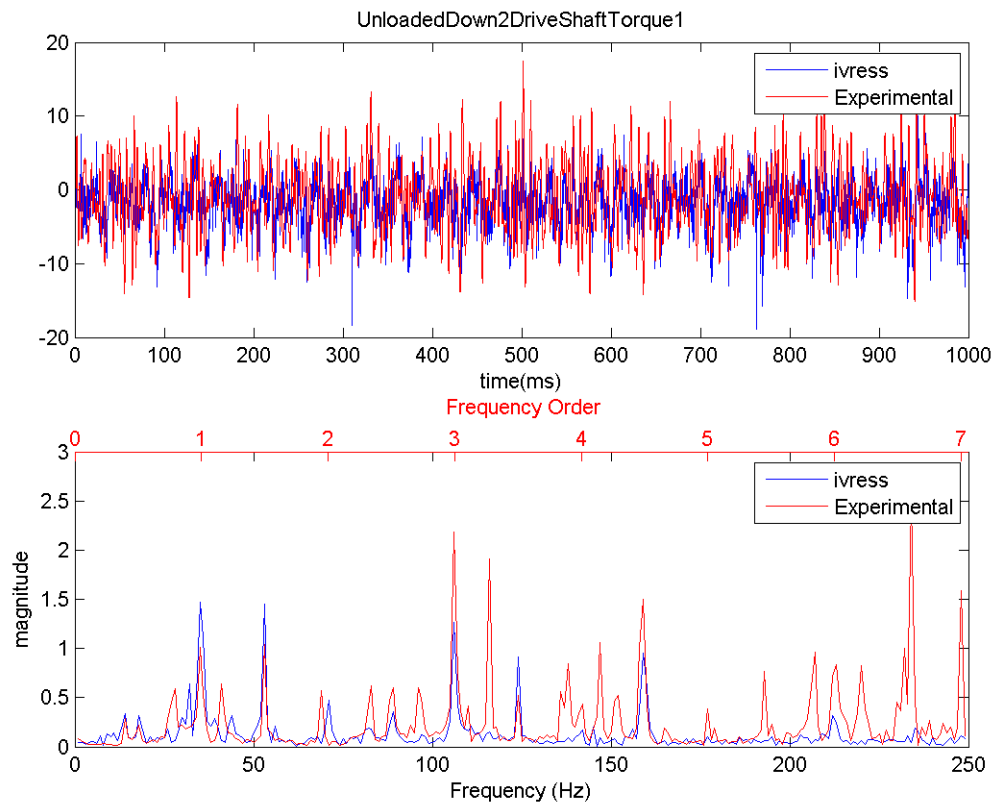 UnloadedDown2DriveShaftTorque1
20
10
0
-10
-20
ivress
Experimental
0 100 200 300 400 500 600 700 800 900 1000
time(ms)
Frequency Order
0 1 2 3 4 5 6 7
3
2.5
2
1.5
1
0.5
0
magnitude
ivress
Experimental
0 50 100 150 200 250
Frequency (Hz)